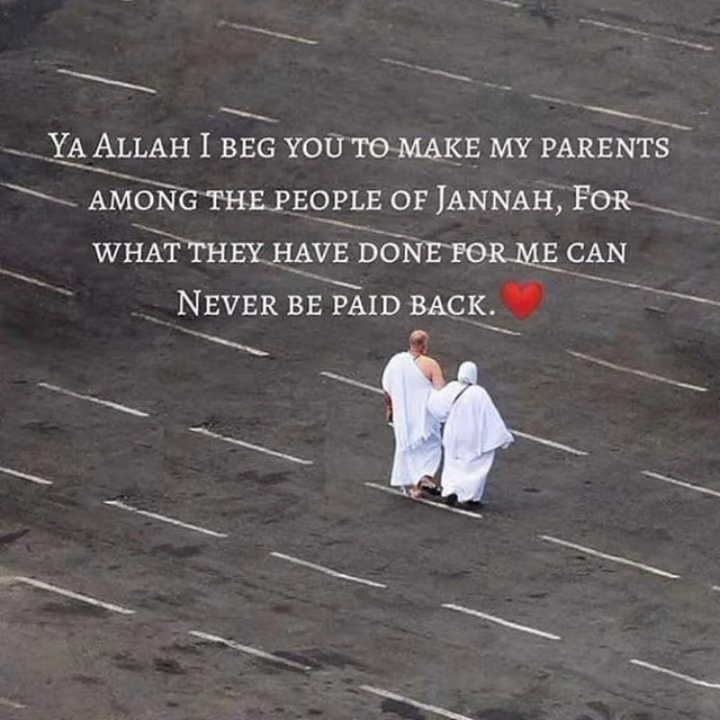 Ya Allah I beg you to make my parents
among the people of Jannah, For
what they have done for me can
Never be paid back.❤️